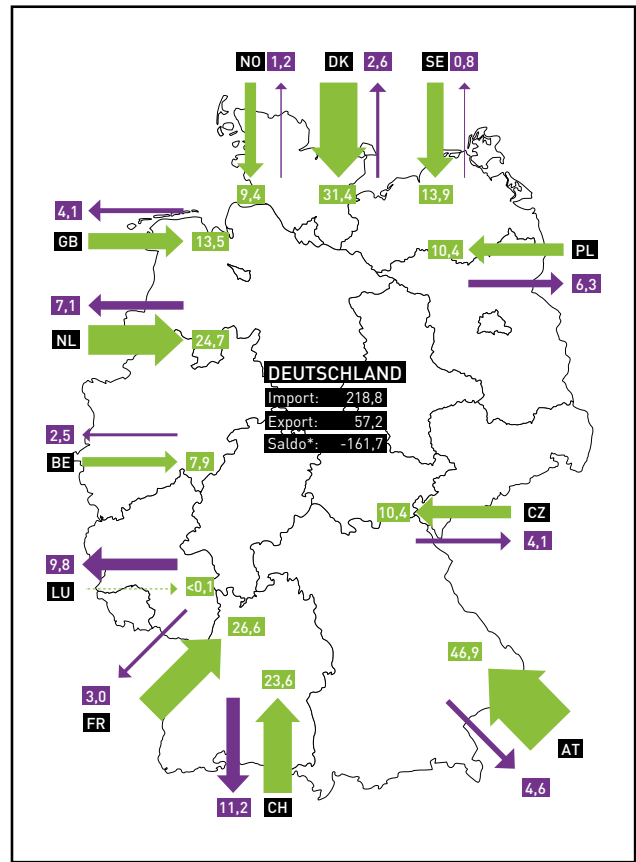 NO 1,2 DK 2,6 SE 0,8
9,4 31,4 13,9
4,1
GB 13,5
10,4 PL
6,3
7,1
NL 24,7
DEUTSCHLAND
Import: 218,8
Export: 57,2
Saldo*: -161,7
2,5
BE 7,9
10,4 CZ
4,1
9,8
LU <0,1
26,6
46,9
23,6
3,0
FR
AT
4,6
11,2 CH